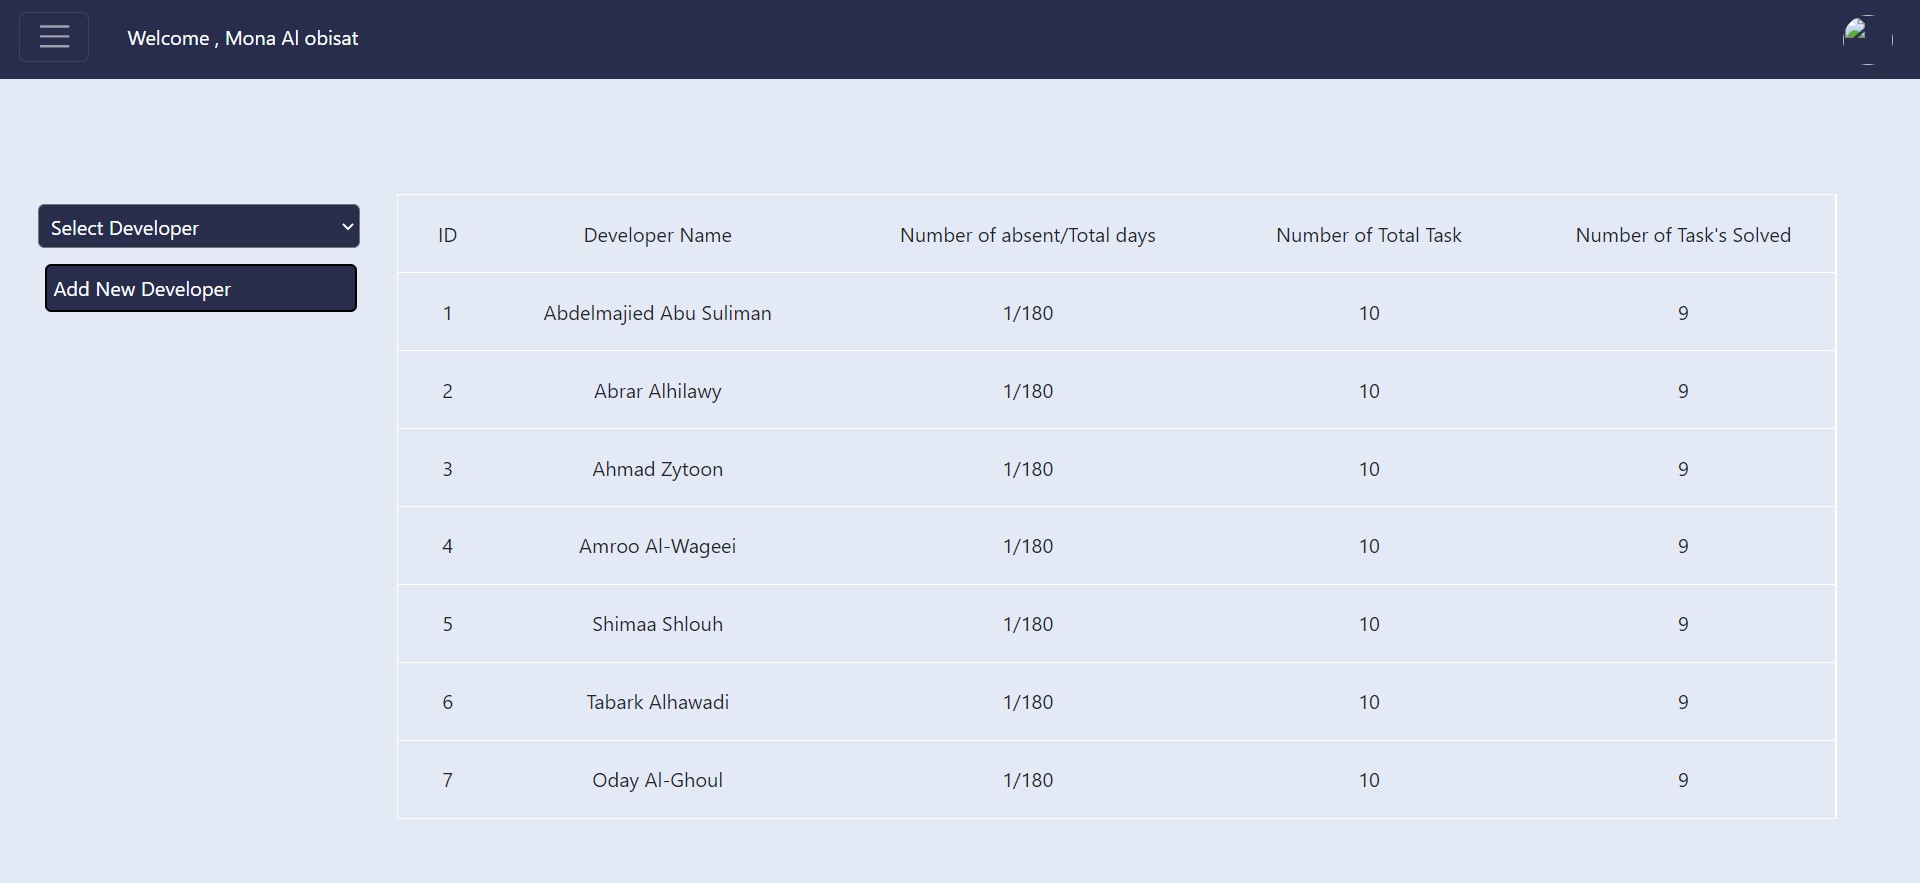 Welcome , Mona Al obisat
Select Developer
Add New Developer
ID Developer Name Number of absent/Total days Number of Total Task Number of Task's Solved
1 Abdelmajied Abu Suliman 1/180 10 9
2 Abrar Alhilawy 1/180 10 9
3 Ahmad Zytoon 1/180 10 9
4 Amroo Al-Wageei 1/180 10 9
5 Shimaa Shlouh 1/180 10 9
6 Tabark Alhawadi 1/180 10 9
7 Oday Al-Ghoul 1/180 10 9